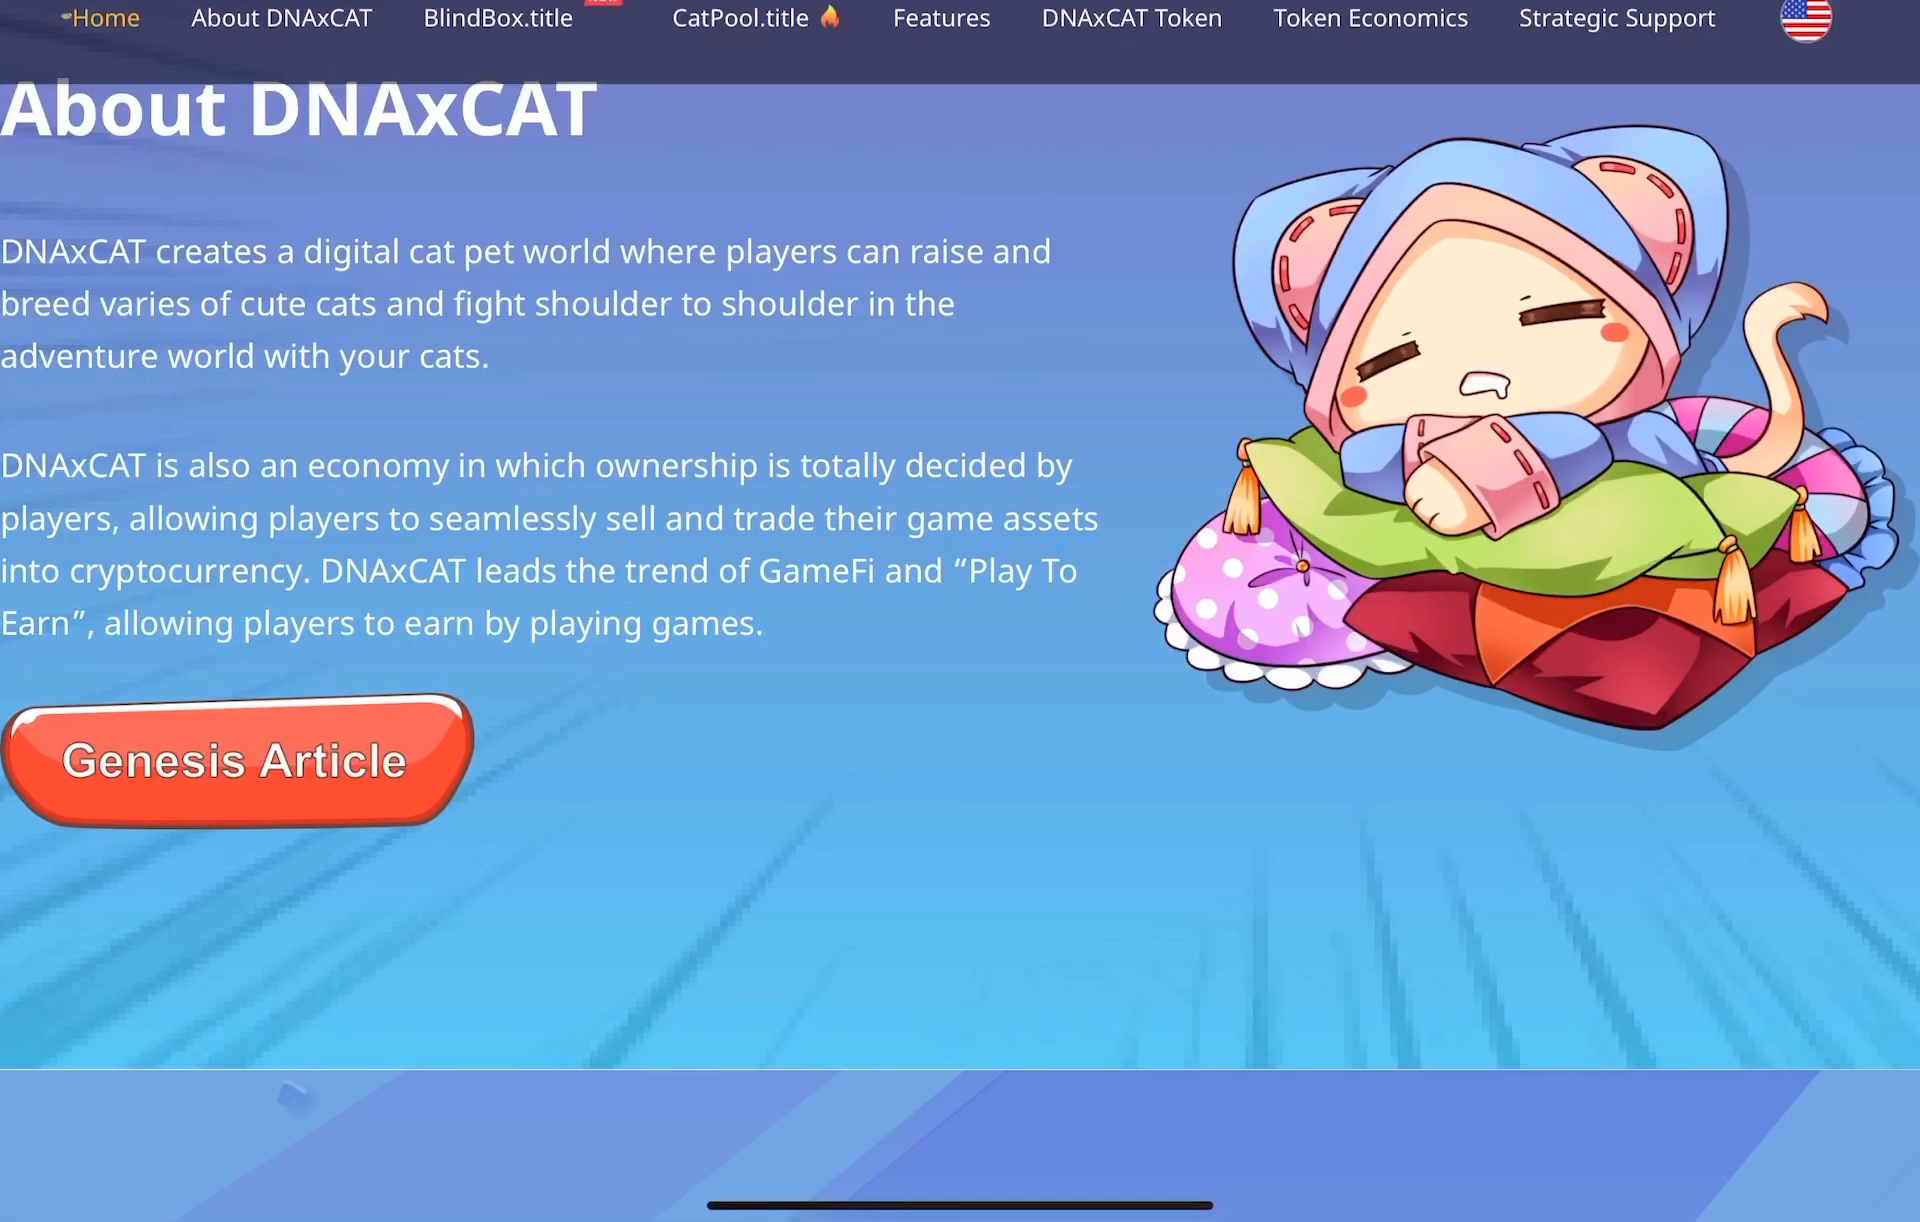 Home About DNAxCAT BlindBox.title CatPool.title 🔥 Features DNAxCAT Token Token Economics Strategic Support
About DNAxCAT
DNAxCAT creates a digital cat pet world where players can raise and
breed varies of cute cats and fight shoulder to shoulder in the
adventure world with your cats.
DNAxCAT is also an economy in which ownership is totally decided by
players, allowing players to seamlessly sell and trade their game assets
into cryptocurrency. DNAxCAT leads the trend of GameFi and “Play To
Earn”, allowing players to earn by playing games.
Genesis Article